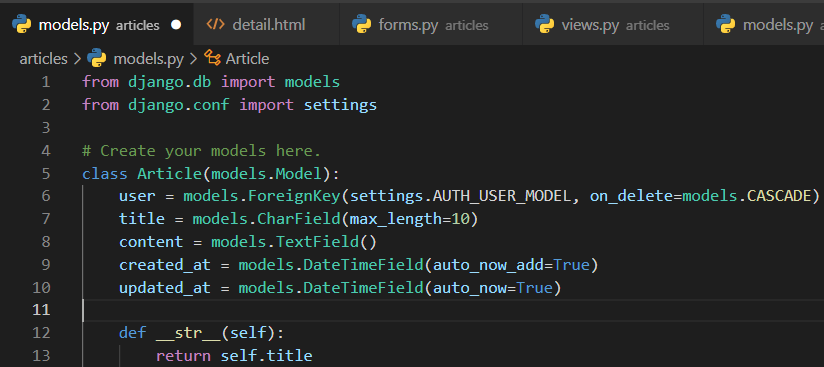 models.py articles detail.html forms.py articles views.py articles models.py
articles > models.py > Article
1 from django.db import models
2 from django.conf import settings
3
4 # Create your models here.
5 class Article(models.Model):
6     user = models.ForeignKey(settings.AUTH_USER_MODEL, on_delete=models.CASCADE)
7     title = models.CharField(max_length=10)
8     content = models.TextField()
9     created_at = models.DateTimeField(auto_now_add=True)
10     updated_at = models.DateTimeField(auto_now=True)
11
12     def __str__(self):
13         return self.title